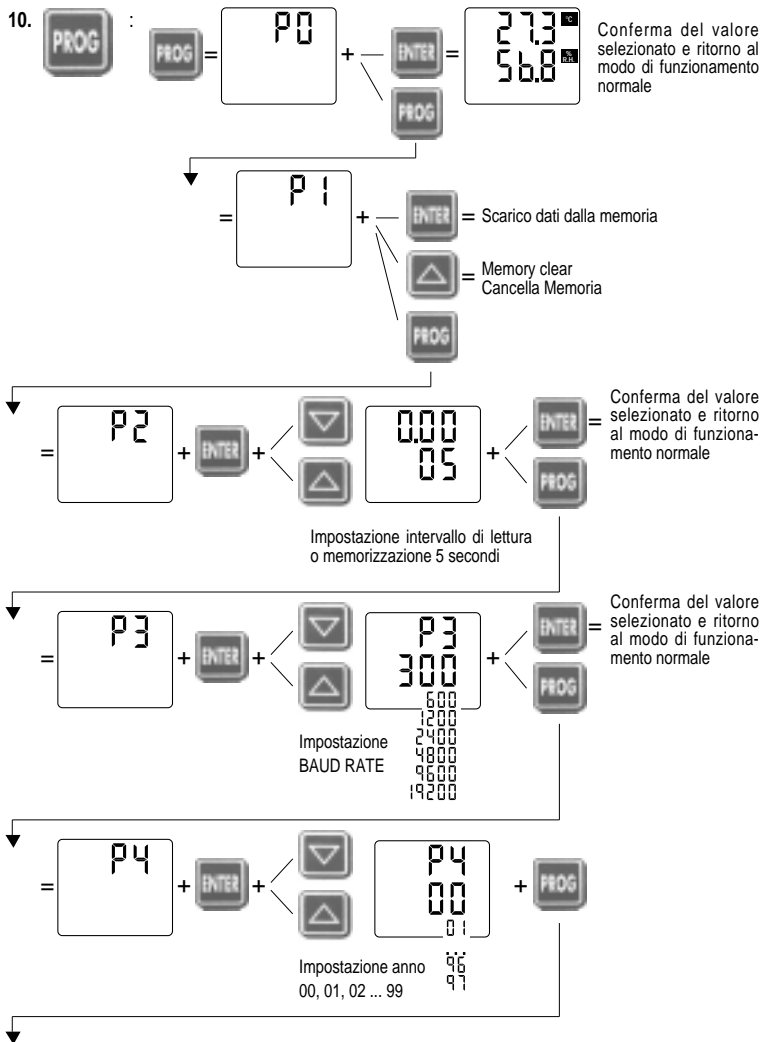 10. PROG : PROG = P0 + ENTER = 27.3 °C
56.8 % R.H.
Conferma del valore
selezionato e ritorno al
modo di funzionamento
normale
PROG
= P1 + ENTER = Scarico dati dalla memoria
= Memory clear
Cancella Memoria
PROG
= P2 + ENTER + 0.00
05
+ ENTER =
PROG
Conferma del valore
selezionato e ritorno
al modo di funziona-
mento normale
Impostazione intervallo di lettura
o memorizzazione 5 secondi
= P3 + ENTER + P3
300
600
1200
2400
4800
9600
19200
+ ENTER =
PROG
Conferma del valore
selezionato e ritorno
al modo di funziona-
mento normale
Impostazione
BAUD RATE
= P4 + ENTER + P4
00
01
...
96
97
+ PROG
Impostazione anno
00, 01, 02 ... 99